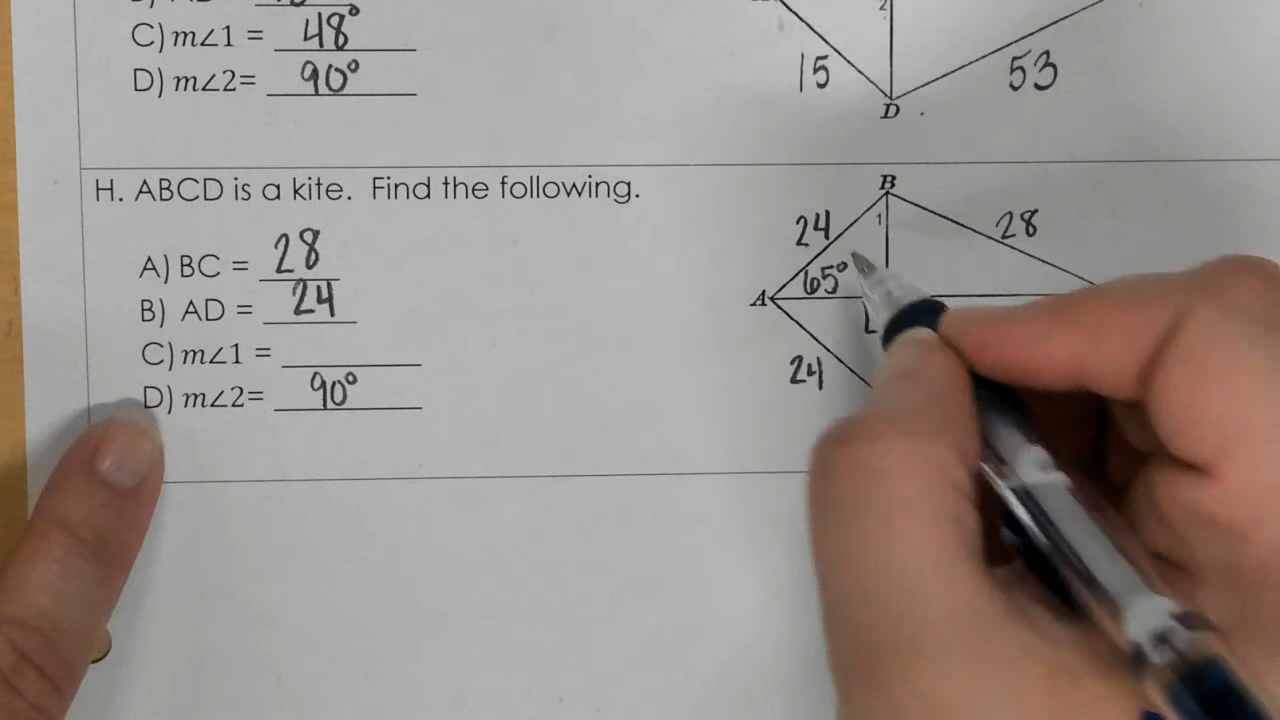 C) m∠1 = 48°
D) m∠2= 90°
2
15
53
D
H. ABCD is a kite. Find the following.
A) BC = 28
B) AD = 24
C) m∠1 =
D) m∠2= 90°
B
24
1
28
65°
A
24